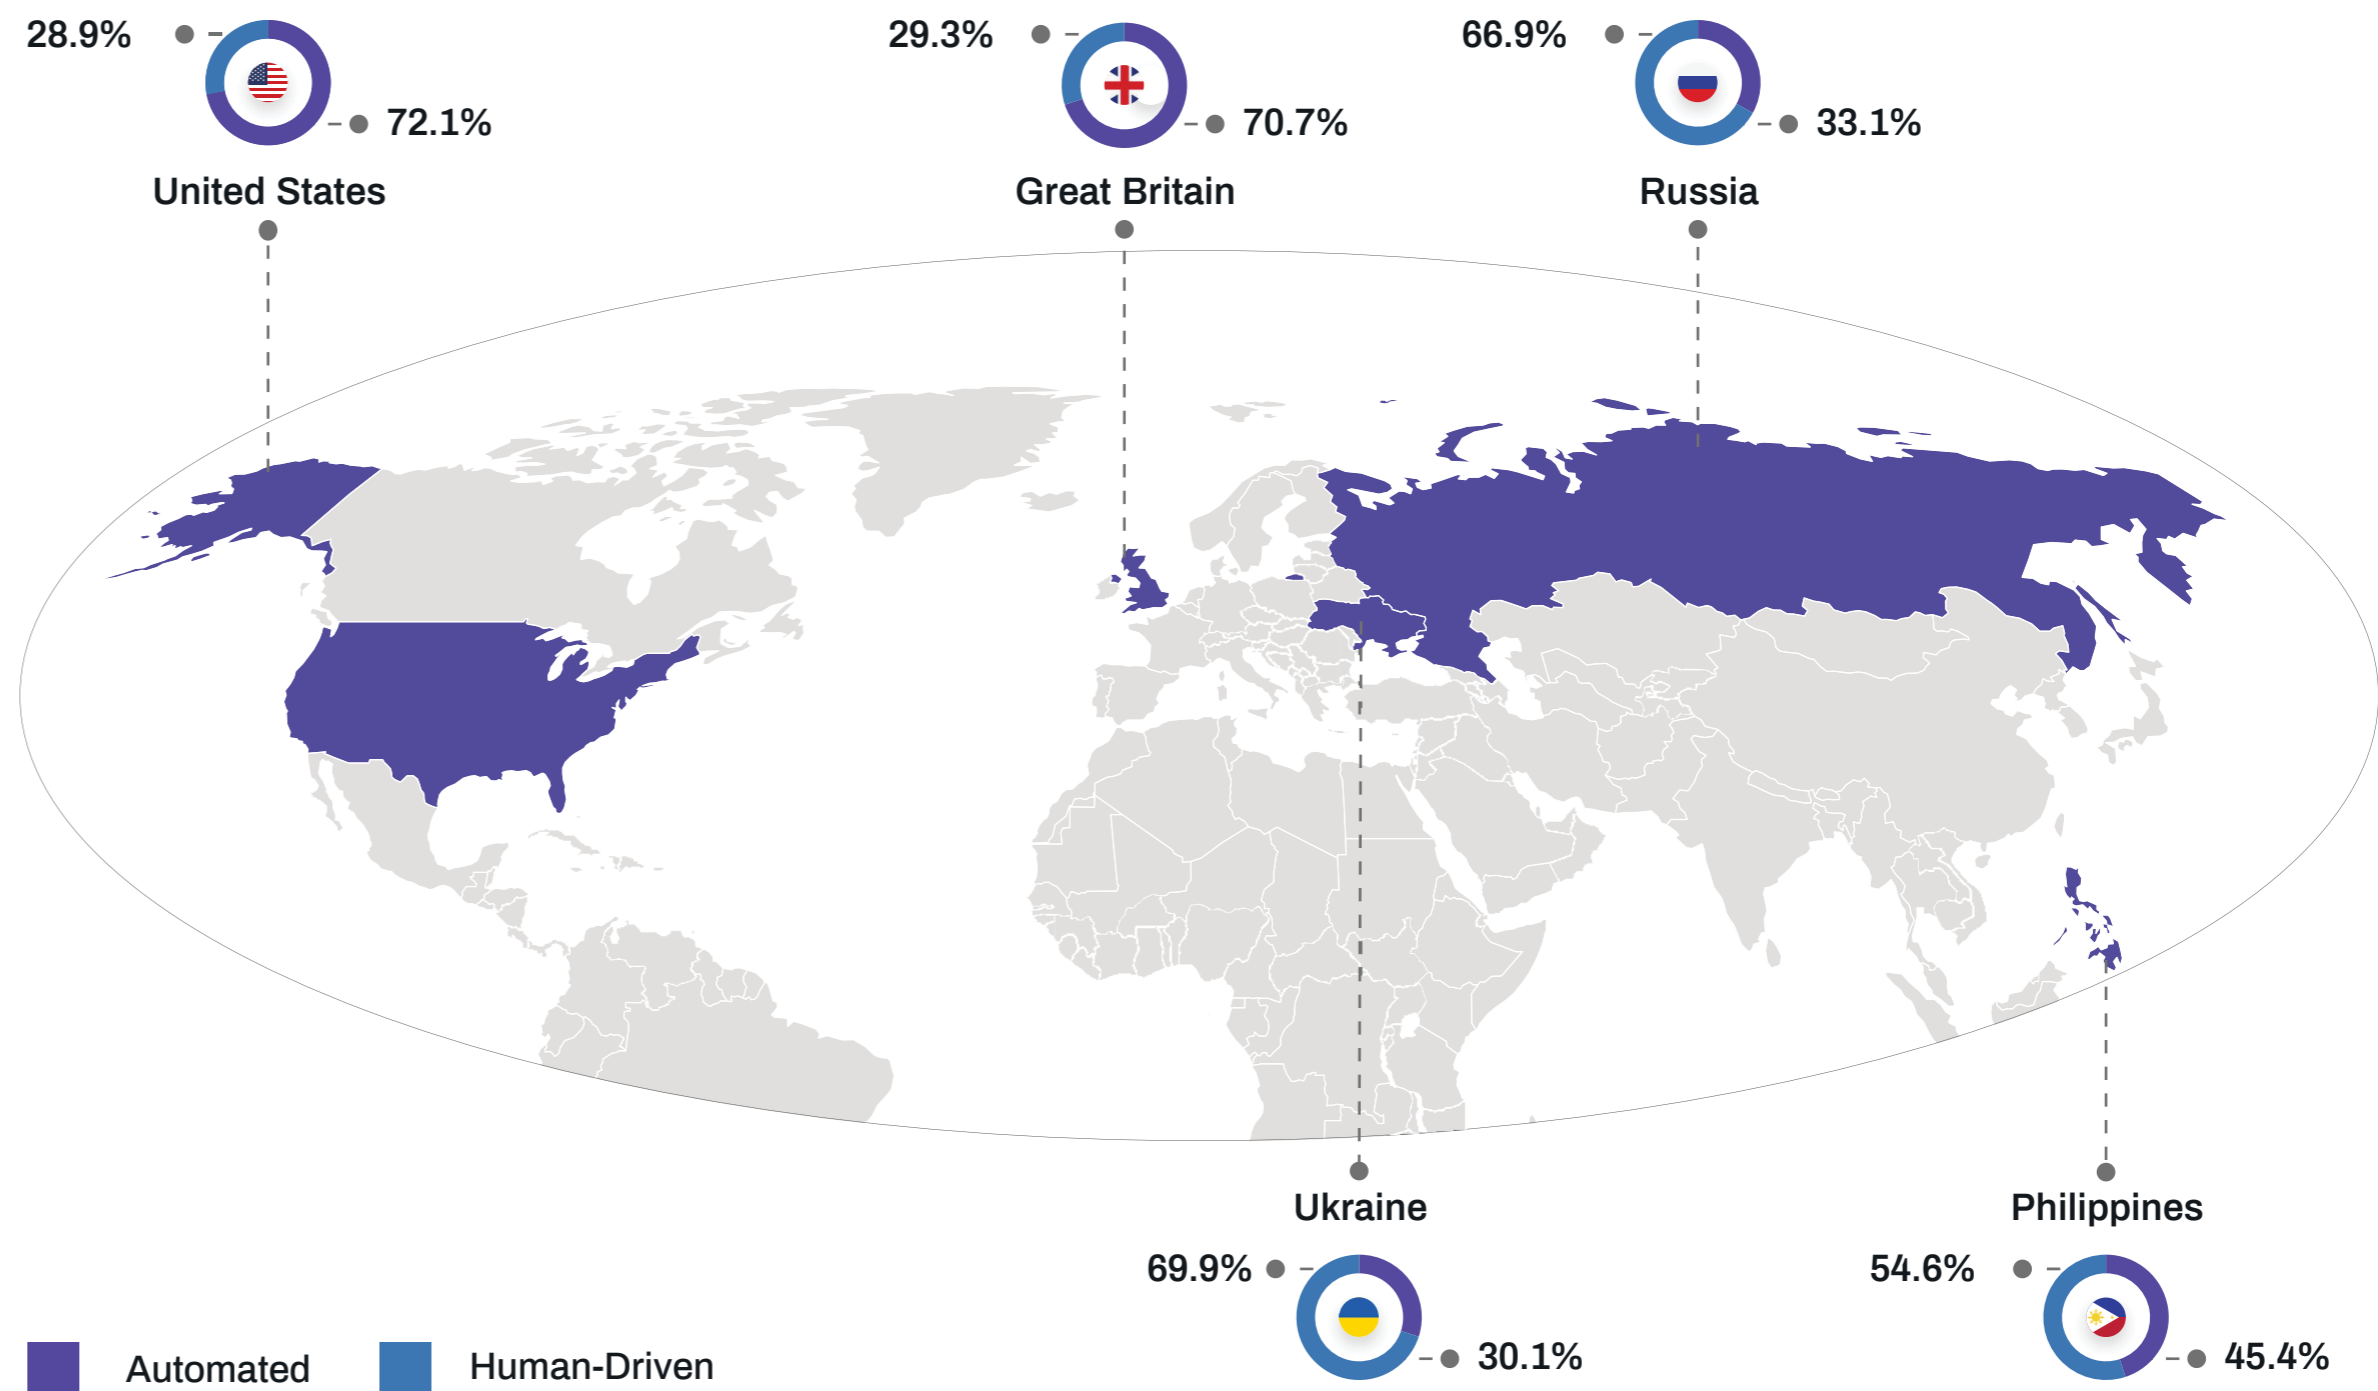 28.9%
72.1%
United States
29.3%
70.7%
Great Britain
66.9%
33.1%
Russia
Ukraine
69.9%
30.1%
Philippines
54.6%
45.4%
Automated
Human-Driven